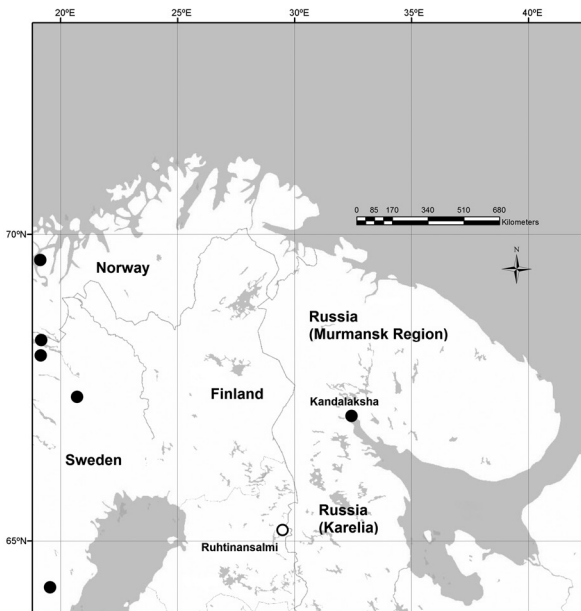 20°E 25°E 30°E 35°E 40°E
0 85 170 340 510 680
Kilometers
70°N
N
Norway
Russia
(Murmansk Region)
Finland
Kandalaksha
Sweden
Russia
(Karelia)
Ruhtinansalmi
65°N